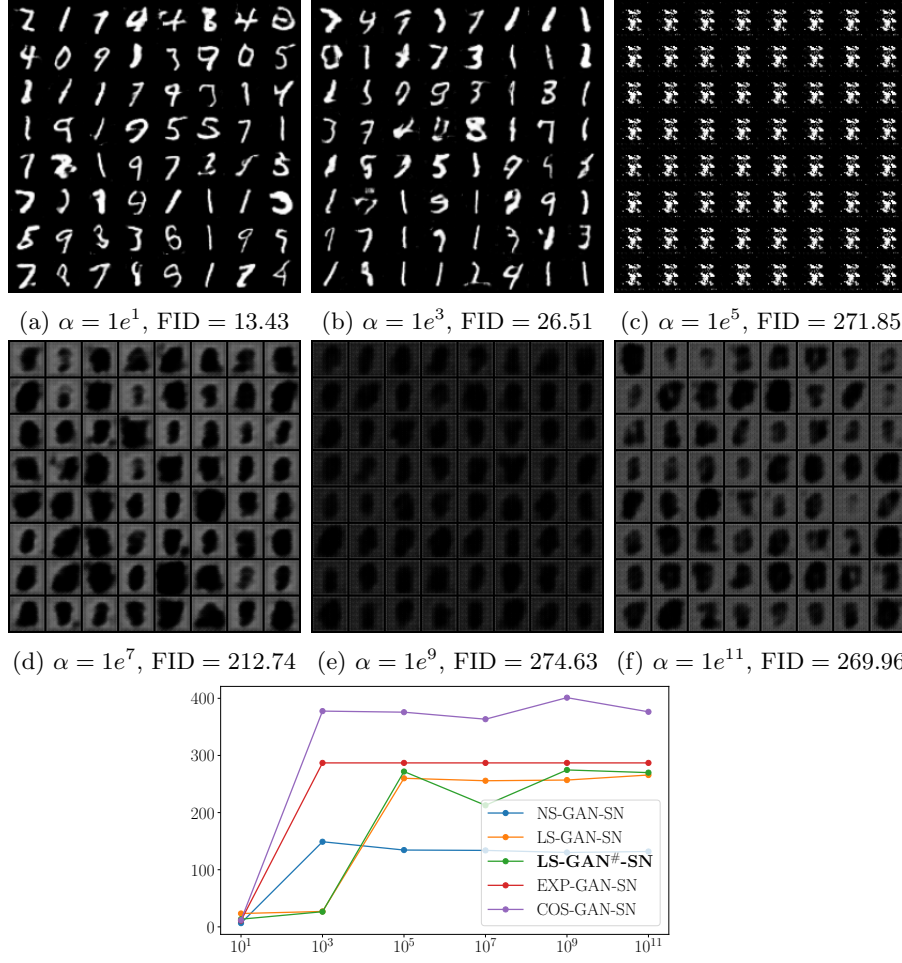 (a) α = 1e^1, FID = 13.43
(b) α = 1e^3, FID = 26.51
(c) α = 1e^5, FID = 271.85
(d) α = 1e^7, FID = 212.74
(e) α = 1e^9, FID = 274.63
(f) α = 1e^11, FID = 269.96
400
300
200
100
0
NS-GAN-SN
LS-GAN-SN
LS-GAN^#-SN
EXP-GAN-SN
COS-GAN-SN
10^1 10^3 10^5 10^7 10^9 10^11